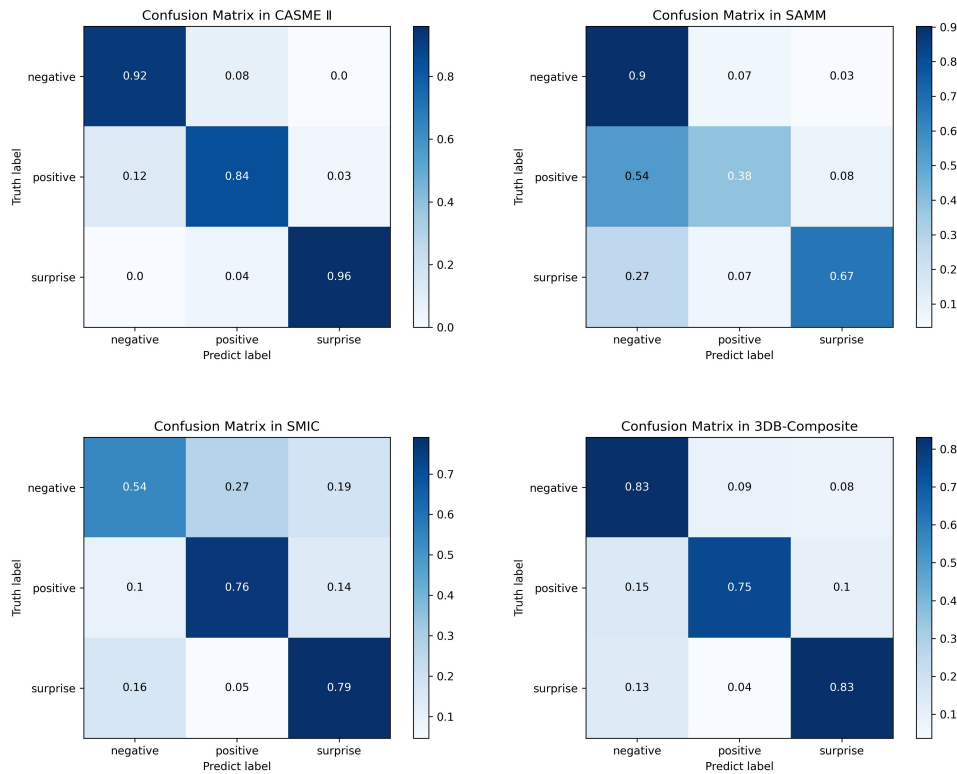 Confusion Matrix in CASME Ⅱ
negative 0.92 0.08 0.0
positive 0.12 0.84 0.03
surprise 0.0 0.04 0.96
negative positive surprise
Predict label
Truth label
0.8
0.6
0.4
0.2
0.0
Confusion Matrix in SAMM
negative 0.9 0.07 0.03
positive 0.54 0.38 0.08
surprise 0.27 0.07 0.67
negative positive surprise
Predict label
Truth label
0.9
0.8
0.7
0.6
0.5
0.4
0.3
0.2
0.1
Confusion Matrix in SMIC
negative 0.54 0.27 0.19
positive 0.1 0.76 0.14
surprise 0.16 0.05 0.79
negative positive surprise
Predict label
Truth label
0.7
0.6
0.5
0.4
0.3
0.2
0.1
Confusion Matrix in 3DB-Composite
negative 0.83 0.09 0.08
positive 0.15 0.75 0.1
surprise 0.13 0.04 0.83
negative positive surprise
Predict label
Truth label
0.8
0.7
0.6
0.5
0.4
0.3
0.2
0.1